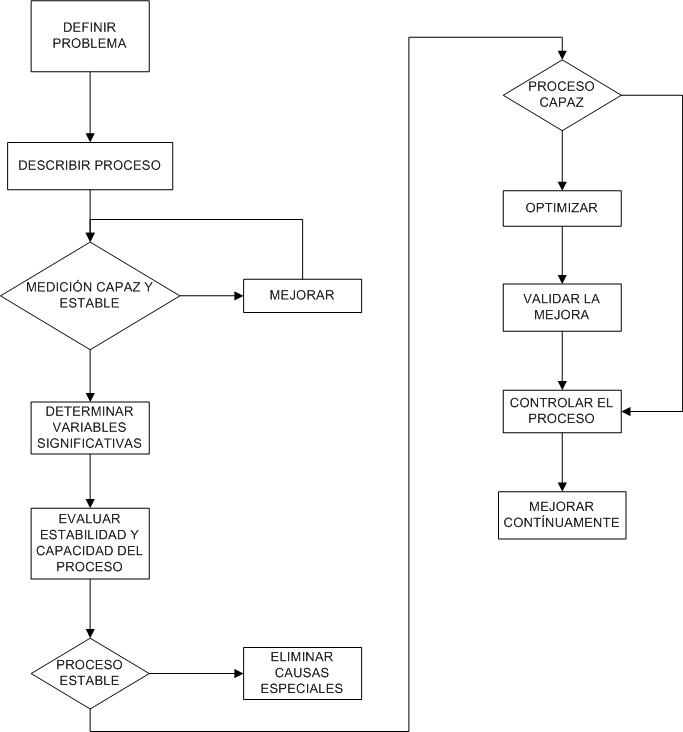 DEFINIR
PROBLEMA
DESCRIBIR PROCESO
MEDICIÓN CAPAZ Y
ESTABLE
MEJORAR
DETERMINAR
VARIABLES
SIGNIFICATIVAS
EVALUAR
ESTABILIDAD Y
CAPACIDAD DEL
PROCESO
PROCESO
ESTABLE
ELIMINAR
CAUSAS
ESPECIALES
PROCESO
CAPAZ
OPTIMIZAR
VALIDAR LA
MEJORA
CONTROLAR EL
PROCESO
MEJORAR
CONTÍNUAMENTE